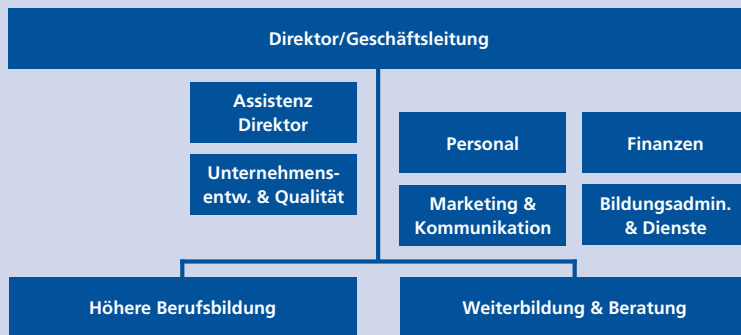 Direktor/Geschäftsleitung
Assistenz
Direktor
Personal
Finanzen
Unternehmens-
entw. & Qualität
Marketing &
Kommunikation
Bildungsadmin.
& Dienste
Höhere Berufsbildung
Weiterbildung & Beratung